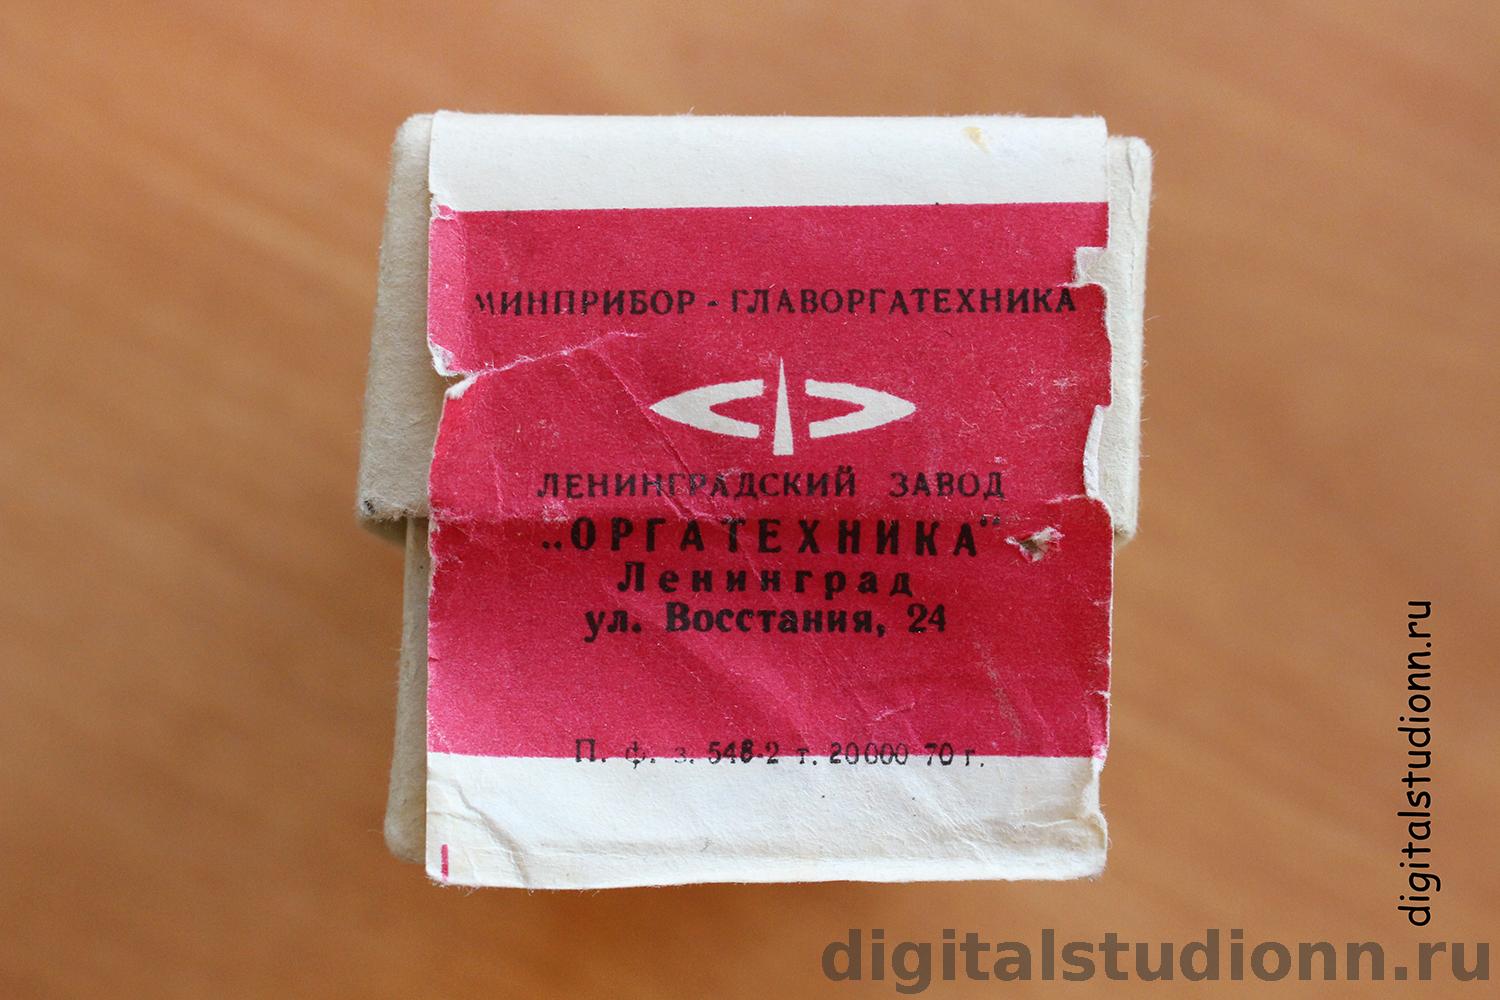 МИНПРИБОР - ГЛАВОРГАТЕХНИКА
ЛЕНИНГРАДСКИЙ ЗАВОД
„ОРГАТЕХНИКА"
Ленинград
ул. Восстания, 24
П. ф. з. 548-2 т. 20000 70 г.
digitalstudionn.ru
digitalstudionn.ru